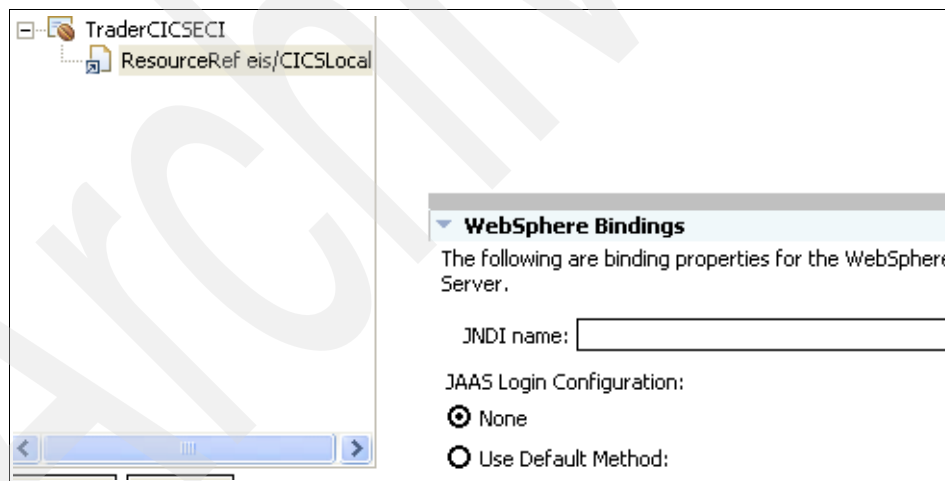 TraderCICSECI
ResourceRef eis/CICSLocal
WebSphere Bindings
The following are binding properties for the WebSphere
Server.
JNDI name:
JAAS Login Configuration:
None
Use Default Method: